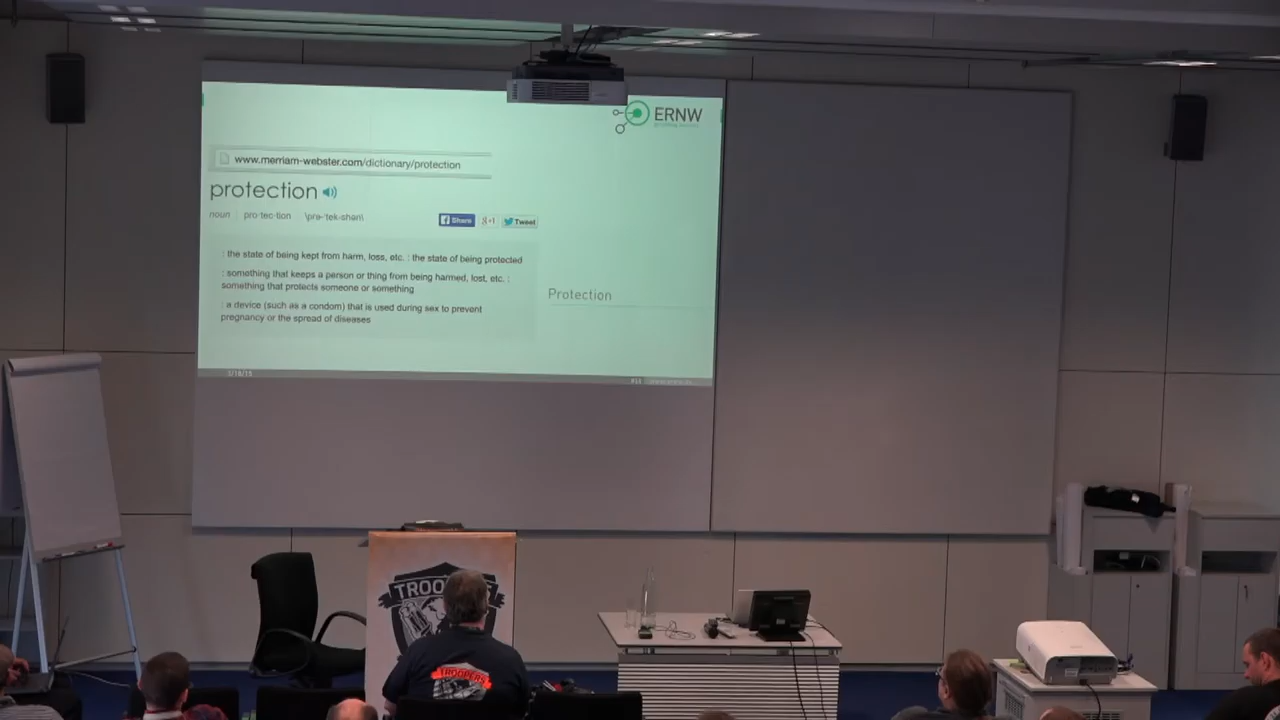 ERNW
www.merriam-webster.com/dictionary/protection
protection
noun pro·tec·tion \prə-ˈtek-shən\
Share +1 Tweet
: the state of being kept from harm, loss, etc. : the state of being protected
: something that keeps a person or thing from being harmed, lost, etc. :
something that protects someone or something
: a device (such as a condom) that is used during sex to prevent
pregnancy or the spread of diseases
Protection
TROOPERS
TROOPERS